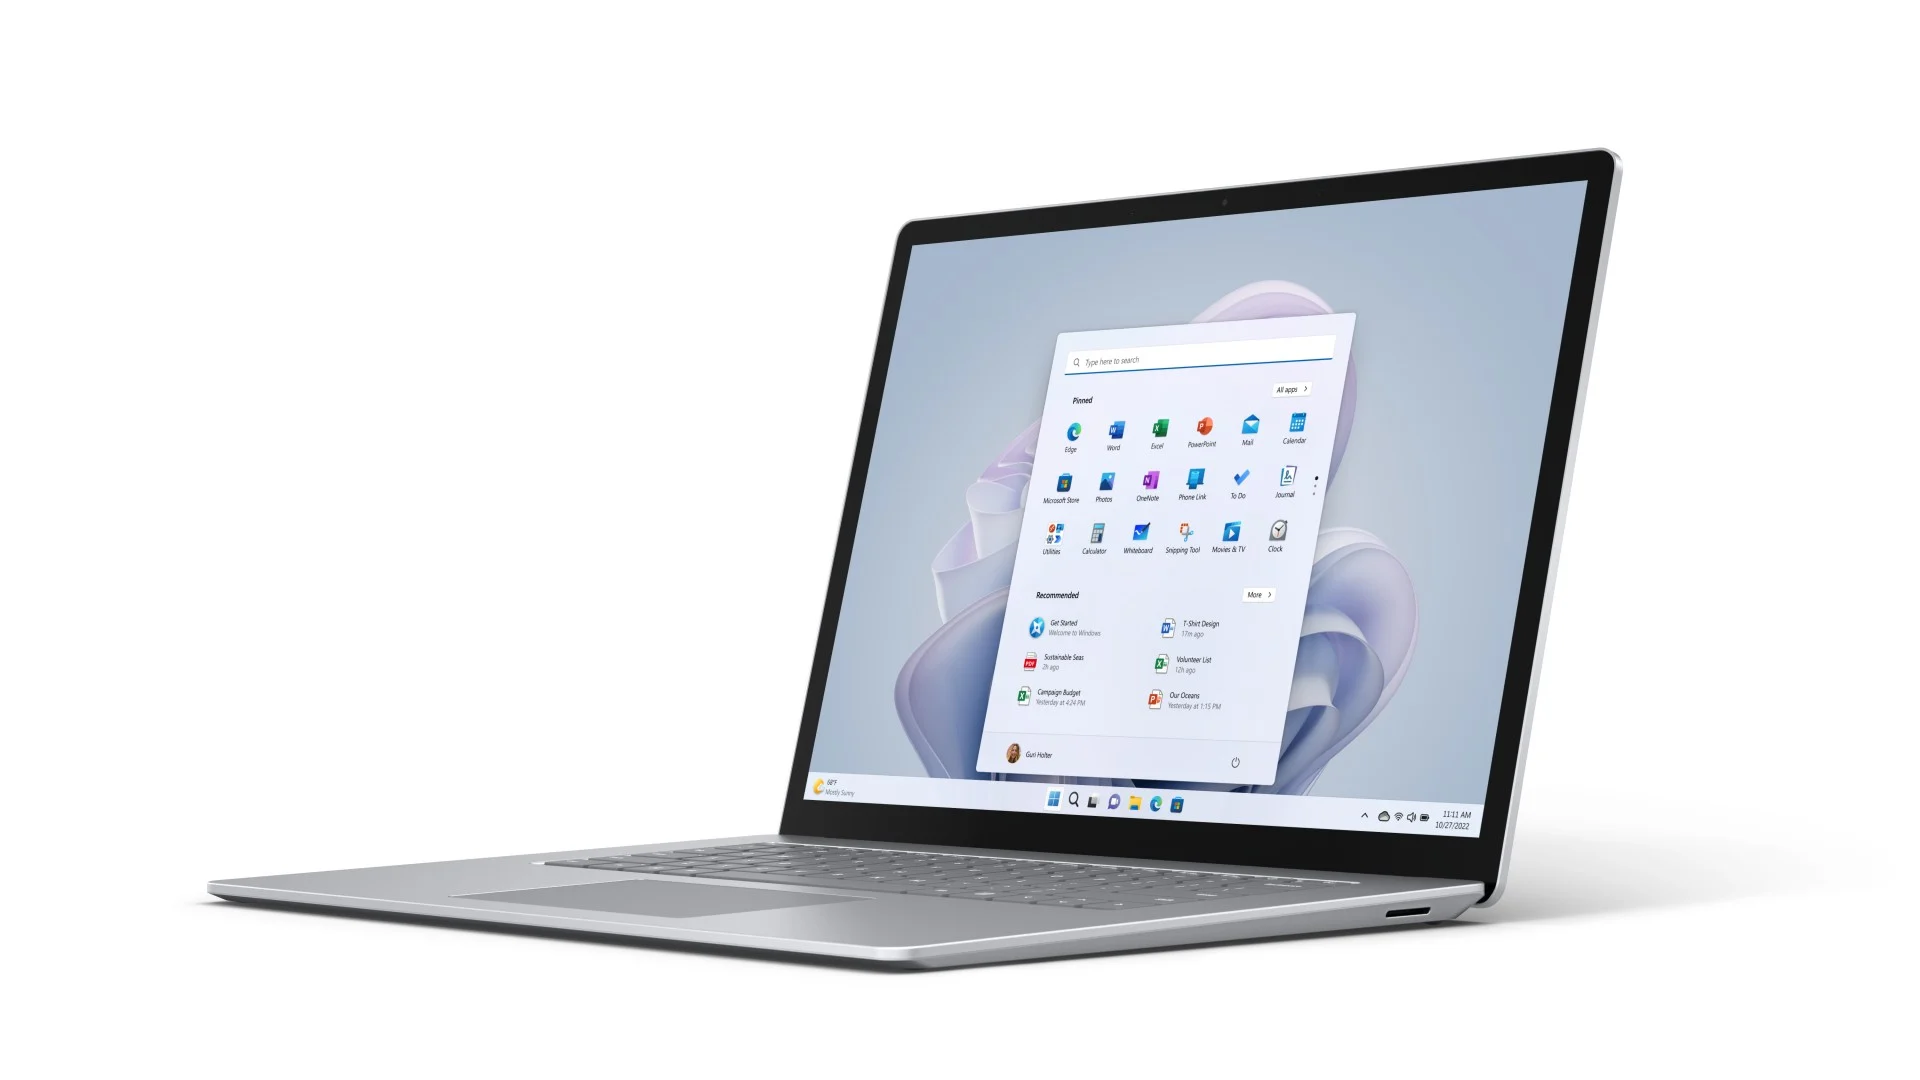 Type here to search
All apps >
Pinned
Edge
Word
Excel
PowerPoint
Mail
Calendar
Microsoft Store
Photos
OneNote
Phone Link
To Do
Journal
Utilities
Calculator
Whiteboard
Snipping Tool
Movies & TV
Clock
Recommended
More >
Get Started
Welcome to Windows
T-Shirt Design
17m ago
Sustainable Seas
2h ago
Volunteer List
12h ago
Campaign Budget
Yesterday at 4:24 PM
Our Oceans
Yesterday at 1:15 PM
Guri Holter
68°F
Mostly Sunny
11:11 AM
10/27/2022